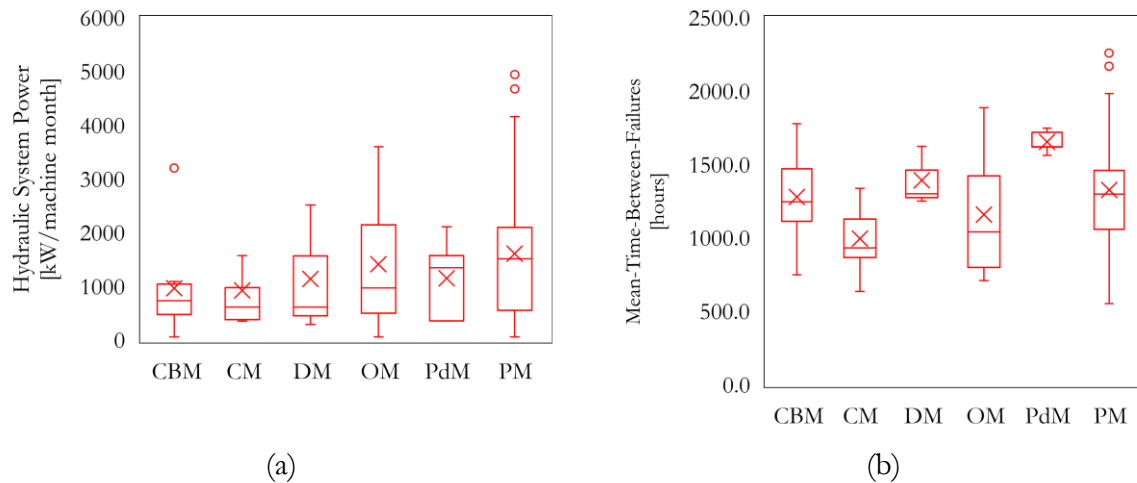 Hydraulic System Power
[kW/machine month]
6000
5000
4000
3000
2000
1000
0
CBM CM DM OM PdM PM
(a)
Mean-Time-Between-Failures
[hours]
2500.0
2000.0
1500.0
1000.0
500.0
0.0
CBM CM DM OM PdM PM
(b)